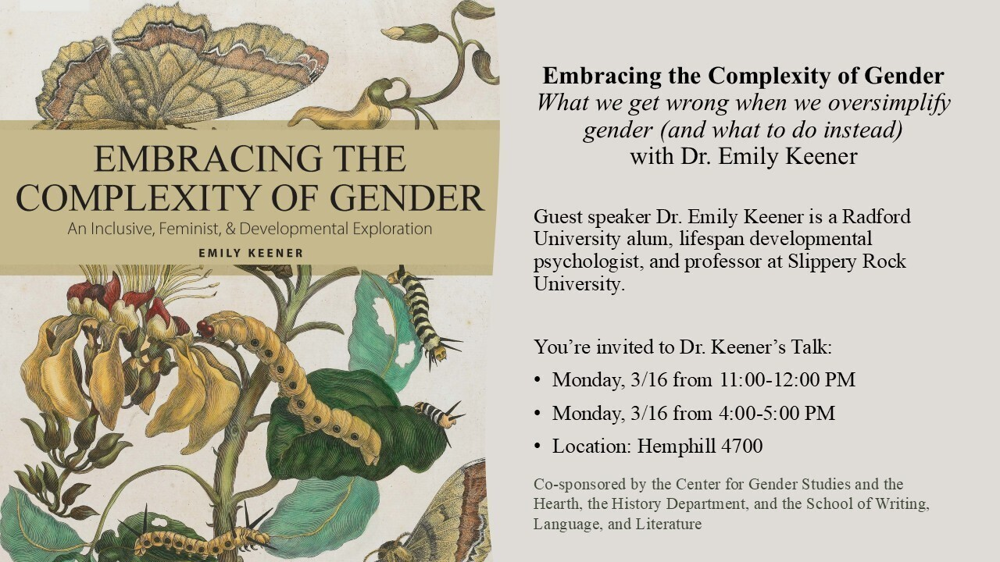 EMBRACING THE
COMPLEXITY OF GENDER
An Inclusive, Feminist, & Developmental Exploration
EMILY KEENER
Embracing the Complexity of Gender
What we get wrong when we oversimplify
gender (and what to do instead)
with Dr. Emily Keener
Guest speaker Dr. Emily Keener is a Radford
University alum, lifespan developmental
psychologist, and professor at Slippery Rock
University.
You’re invited to Dr. Keener’s Talk:
• Monday, 3/16 from 11:00-12:00 PM
• Monday, 3/16 from 4:00-5:00 PM
• Location: Hemphill 4700
Co-sponsored by the Center for Gender Studies and the
Hearth, the History Department, and the School of Writing,
Language, and Literature